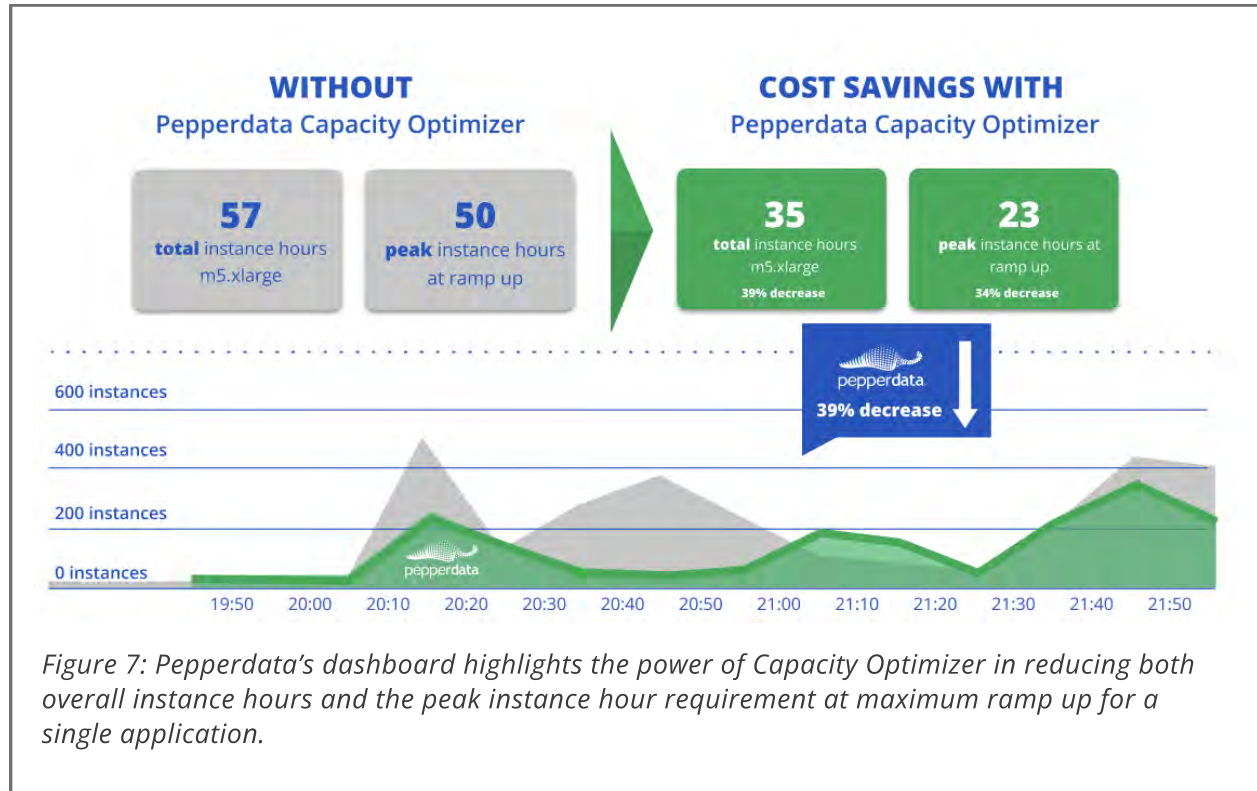 WITHOUT
Pepperdata Capacity Optimizer
57
total instance hours
m5.xlarge
50
peak instance hours
at ramp up
COST SAVINGS WITH
Pepperdata Capacity Optimizer
35
total instance hours
m5.xlarge
39% decrease
23
peak instance hours at
ramp up
34% decrease
pepperdata
39% decrease
600 instances
400 instances
200 instances
0 instances
pepperdata
19:50 20:00 20:10 20:20 20:30 20:40 20:50 21:00 21:10 21:20 21:30 21:40 21:50
Figure 7: Pepperdata’s dashboard highlights the power of Capacity Optimizer in reducing both
overall instance hours and the peak instance hour requirement at maximum ramp up for a
single application.